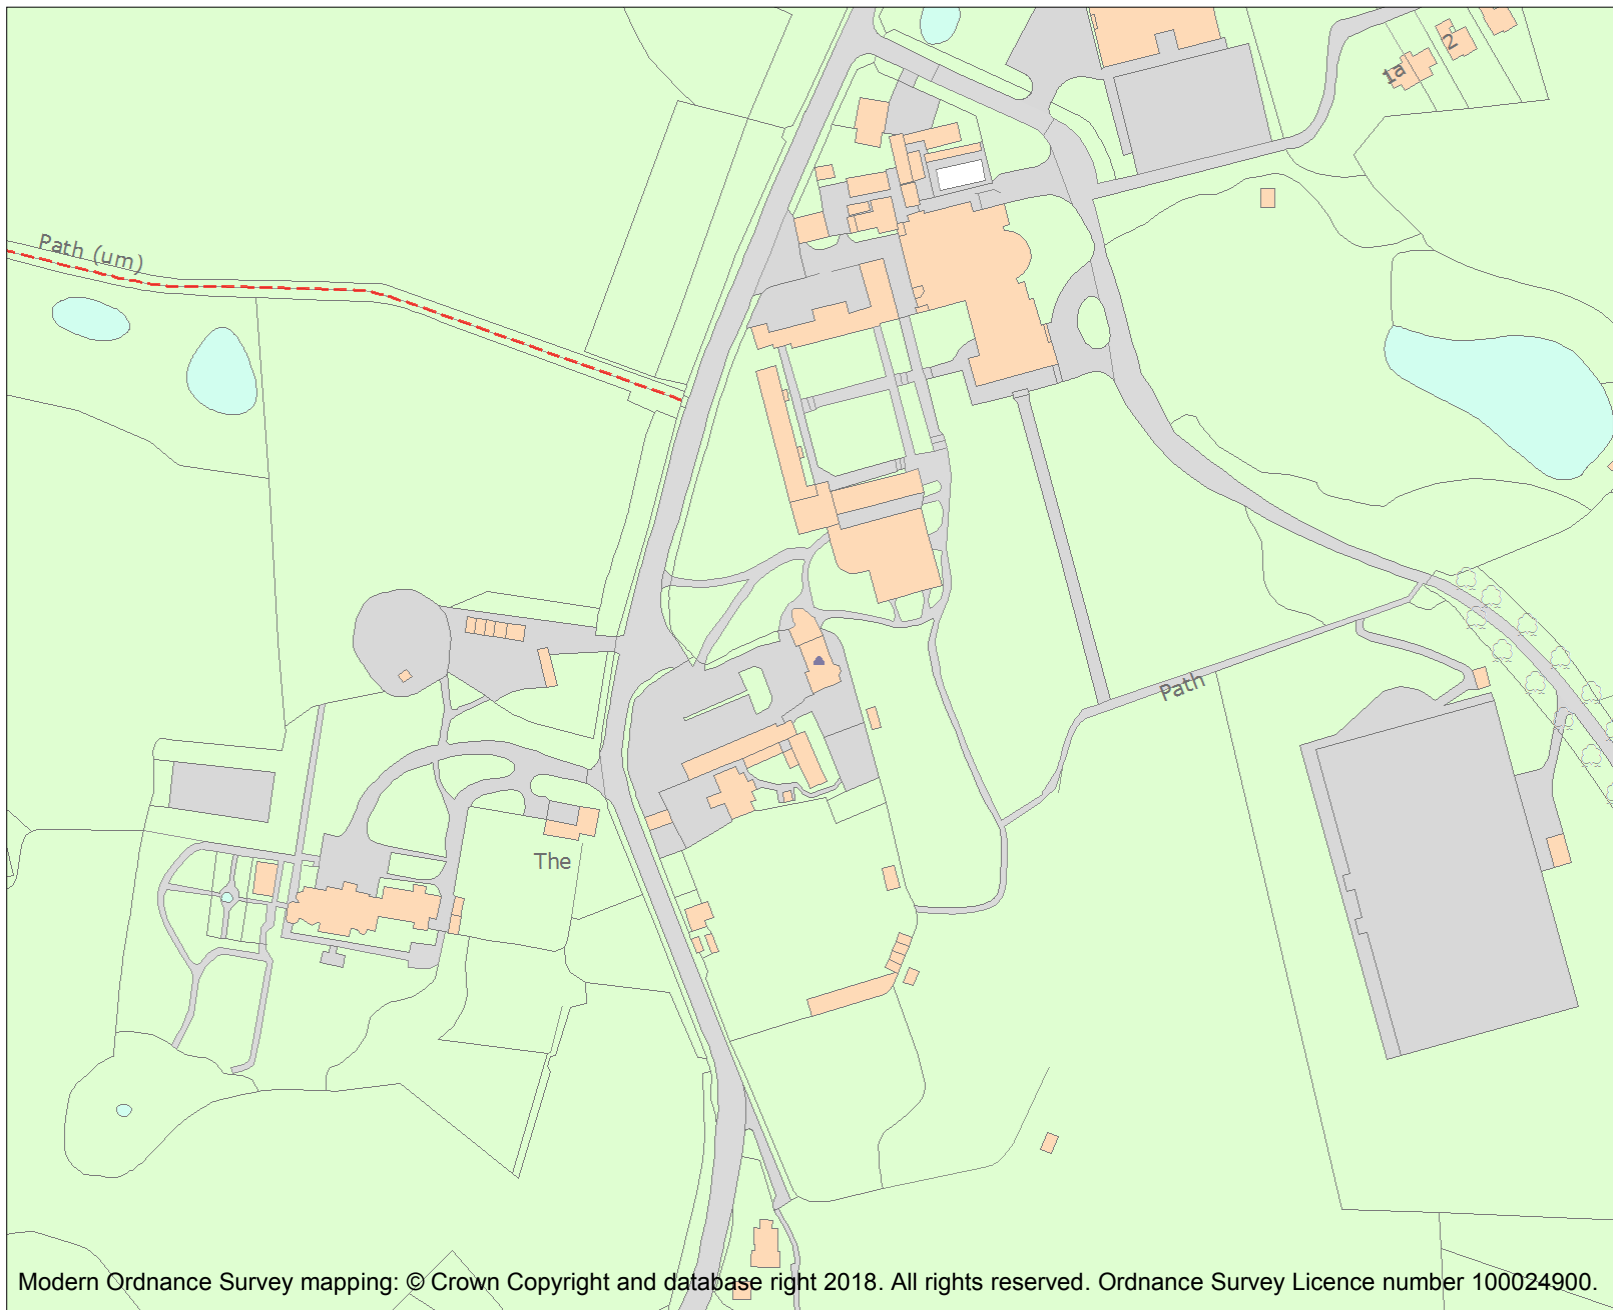 1a
2
Path (um)
Path
The
Modern Ordnance Survey mapping: © Crown Copyright and database right 2018. All rights reserved. Ordnance Survey Licence number 100024900.